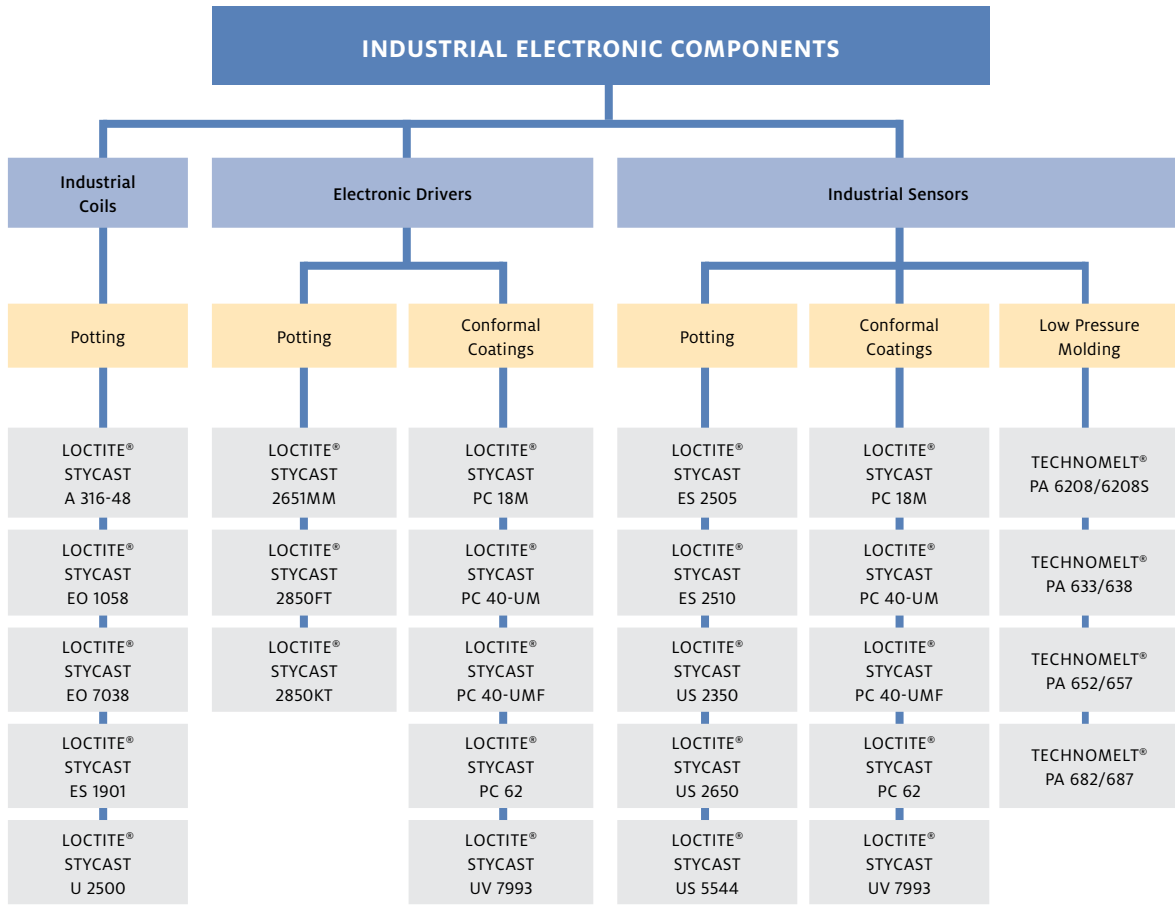 INDUSTRIAL ELECTRONIC COMPONENTS
Industrial
Coils
Electronic Drivers
Industrial Sensors
Potting
Potting
Conformal
Coatings
Potting
Conformal
Coatings
Low Pressure
Molding
LOCTITE®
STYCAST
A 316-48
LOCTITE®
STYCAST
EO 1058
LOCTITE®
STYCAST
EO 7038
LOCTITE®
STYCAST
ES 1901
LOCTITE®
STYCAST
U 2500
LOCTITE®
STYCAST
2651MM
LOCTITE®
STYCAST
2850FT
LOCTITE®
STYCAST
2850KT
LOCTITE®
STYCAST
PC 18M
LOCTITE®
STYCAST
PC 40-UM
LOCTITE®
STYCAST
PC 40-UMF
LOCTITE®
STYCAST
PC 62
LOCTITE®
STYCAST
UV 7993
LOCTITE®
STYCAST
ES 2505
LOCTITE®
STYCAST
ES 2510
LOCTITE®
STYCAST
US 2350
LOCTITE®
STYCAST
US 2650
LOCTITE®
STYCAST
US 5544
LOCTITE®
STYCAST
PC 18M
LOCTITE®
STYCAST
PC 40-UM
LOCTITE®
STYCAST
PC 40-UMF
LOCTITE®
STYCAST
PC 62
LOCTITE®
STYCAST
UV 7993
TECHNOMELT®
PA 6208/6208S
TECHNOMELT®
PA 633/638
TECHNOMELT®
PA 652/657
TECHNOMELT®
PA 682/687